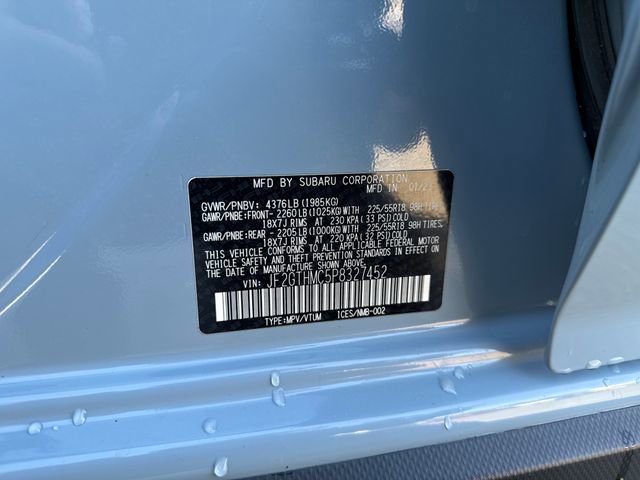 MFD BY SUBARU CORPORATION
MFD IN 01/23
GVWR/PNBV: 4376LB(1985KG)
GAWR/PNBE:FRONT- 2260LB(1025KG)WITH 225/55R18 98H TIRES
18X7J RIMS AT 230 KPA( 33 PSI)COLD
GAWR/PNBE:REAR - 2205LB(1000KG)WITH 225/55R18 98H TIRES
18X7J RIMS AT 220 KPA( 32 PSI)COLD
THIS VEHICLE CONFORMS TO ALL APPLICABLE FEDERAL MOTOR
VEHICLE SAFETY AND THEFT PREVENTION STANDARDS IN EFFECT ON
THE DATE OF MANUFACTURE SHOWN ABOVE.
VIN: JF2GTHMC5P8327452
TYPE:MPV/VTUM ICES/NMB-002